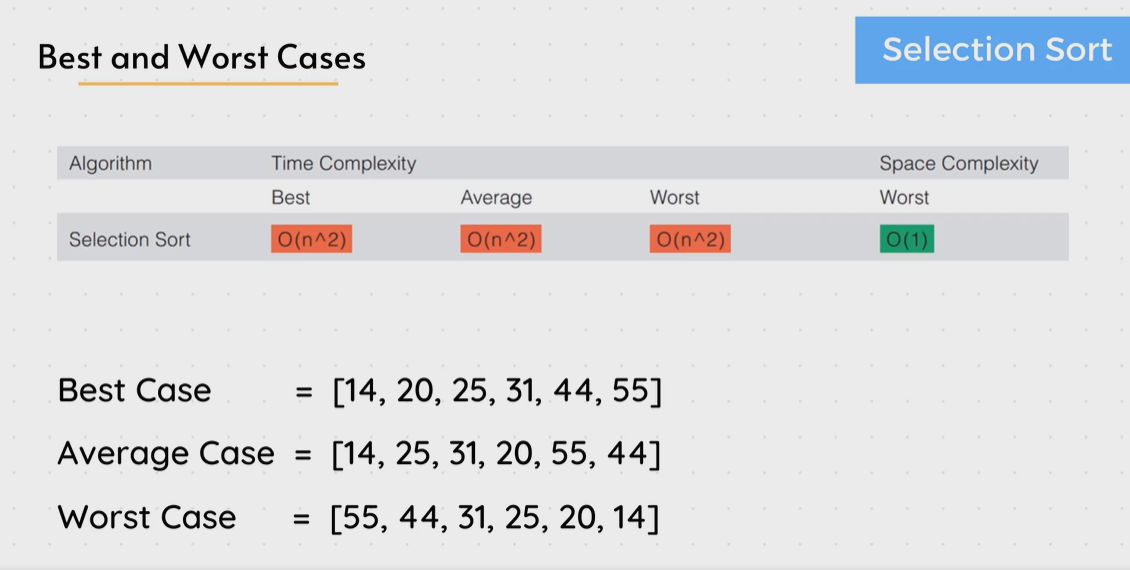 Best and Worst Cases
Selection Sort
Algorithm Time Complexity Space Complexity
Best Average Worst Worst
Selection Sort O(n^2) O(n^2) O(n^2) O(1)
Best Case = [14, 20, 25, 31, 44, 55]
Average Case = [14, 25, 31, 20, 55, 44]
Worst Case = [55, 44, 31, 25, 20, 14]